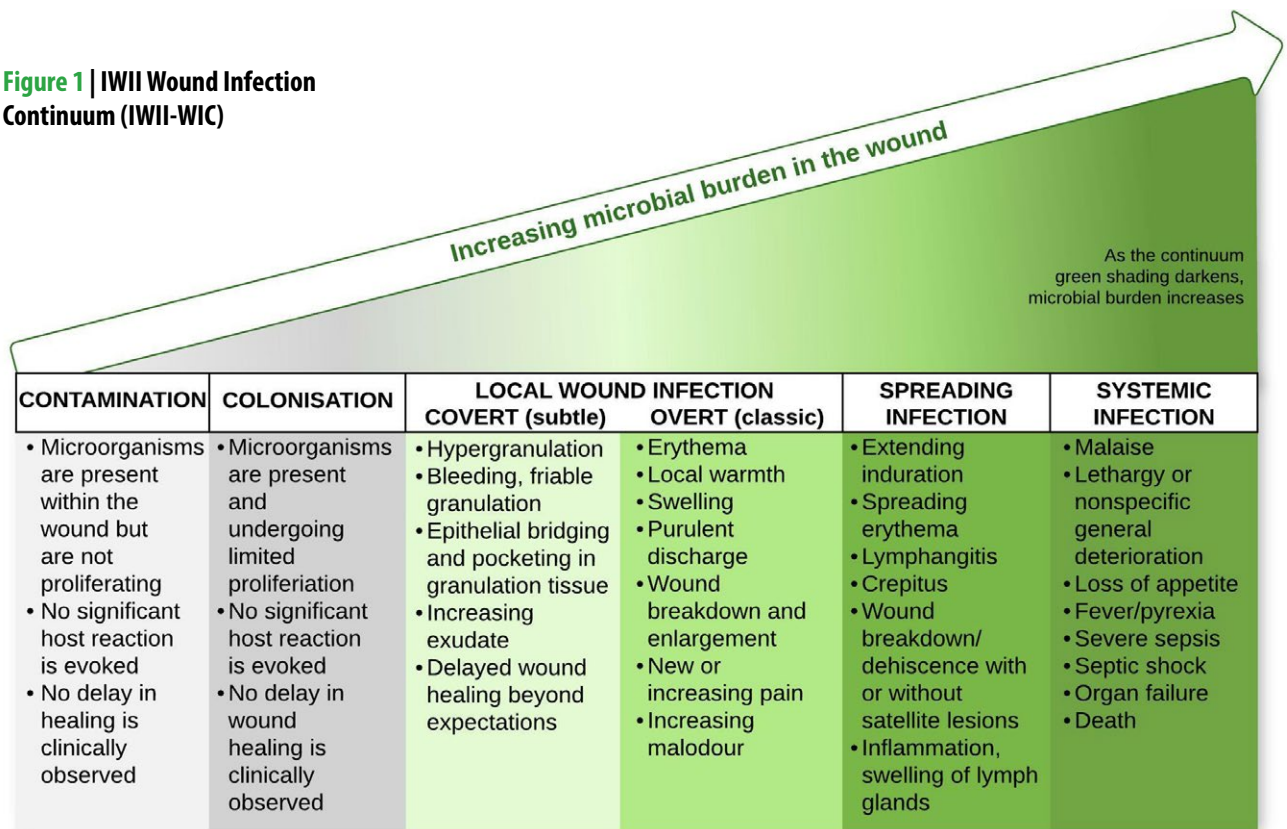 Figure 1 | IWII Wound Infection
Continuum (IWII-WIC)
Increasing microbial burden in the wound
As the continuum
green shading darkens,
microbial burden increases
CONTAMINATION
• Microorganisms
are present
within the
wound but
are not
proliferating
• No significant
host reaction
is evoked
• No delay in
healing is
clinically
observed
COLONISATION
• Microorganisms
are present
and
undergoing
limited
proliferiation
• No significant
host reaction
is evoked
• No delay in
wound
healing is
clinically
observed
LOCAL WOUND INFECTION
COVERT (subtle)
• Hypergranulation
• Bleeding, friable
granulation
• Epithelial bridging
and pocketing in
granulation tissue
• Increasing
exudate
• Delayed wound
healing beyond
expectations
OVERT (classic)
• Erythema
• Local warmth
• Swelling
• Purulent
discharge
• Wound
breakdown and
enlargement
• New or
increasing pain
• Increasing
malodour
SPREADING
INFECTION
• Extending
induration
• Spreading
erythema
• Lymphangitis
• Crepitus
• Wound
breakdown/
dehiscence with
or without
satellite lesions
• Inflammation,
swelling of lymph
glands
SYSTEMIC
INFECTION
• Malaise
• Lethargy or
nonspecific
general
deterioration
• Loss of appetite
• Fever/pyrexia
• Severe sepsis
• Septic shock
• Organ failure
• Death